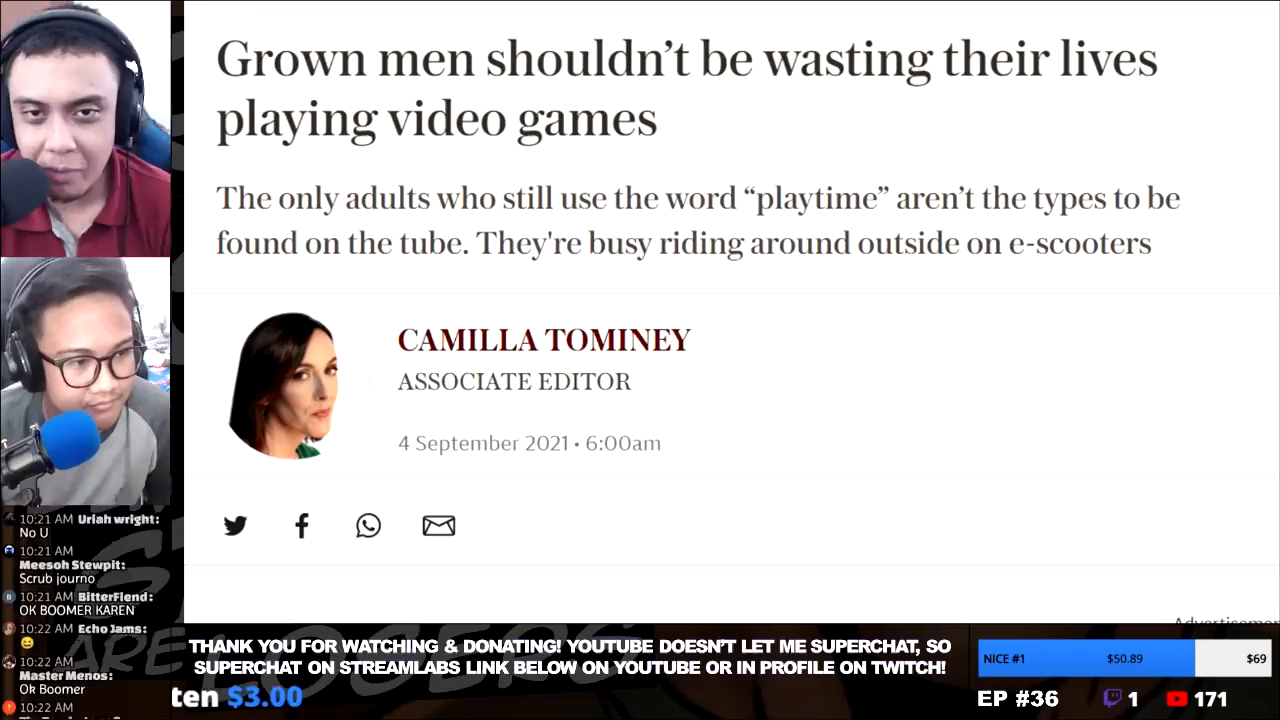 Grown men shouldn't be wasting their lives
playing video games
The only adults who still use the word “playtime” aren't the types to be
found on the tube. They're busy riding around outside on e-scooters
CAMILLA TOMINEY
ASSOCIATE EDITOR
4 September 2021 • 6:00am
10:21 AM Uriah wright:
No U
10:21 AM
Meesoh Stewpit:
Scrub journo
10:21 AM BitterFiend:
OK BOOMER KAREN
10:22 AM Echo Jams:
10:22 AM
Master Menos:
Ok Boomer
10:22 AM
THANK YOU FOR WATCHING & DONATING! YOUTUBE DOESN'T LET ME SUPERCHAT, SO
SUPERCHAT ON STREAMLABS LINK BELOW ON YOUTUBE OR IN PROFILE ON TWITCH!
ten $3.00
NICE #1 $50.89 $69
EP #36 1 171